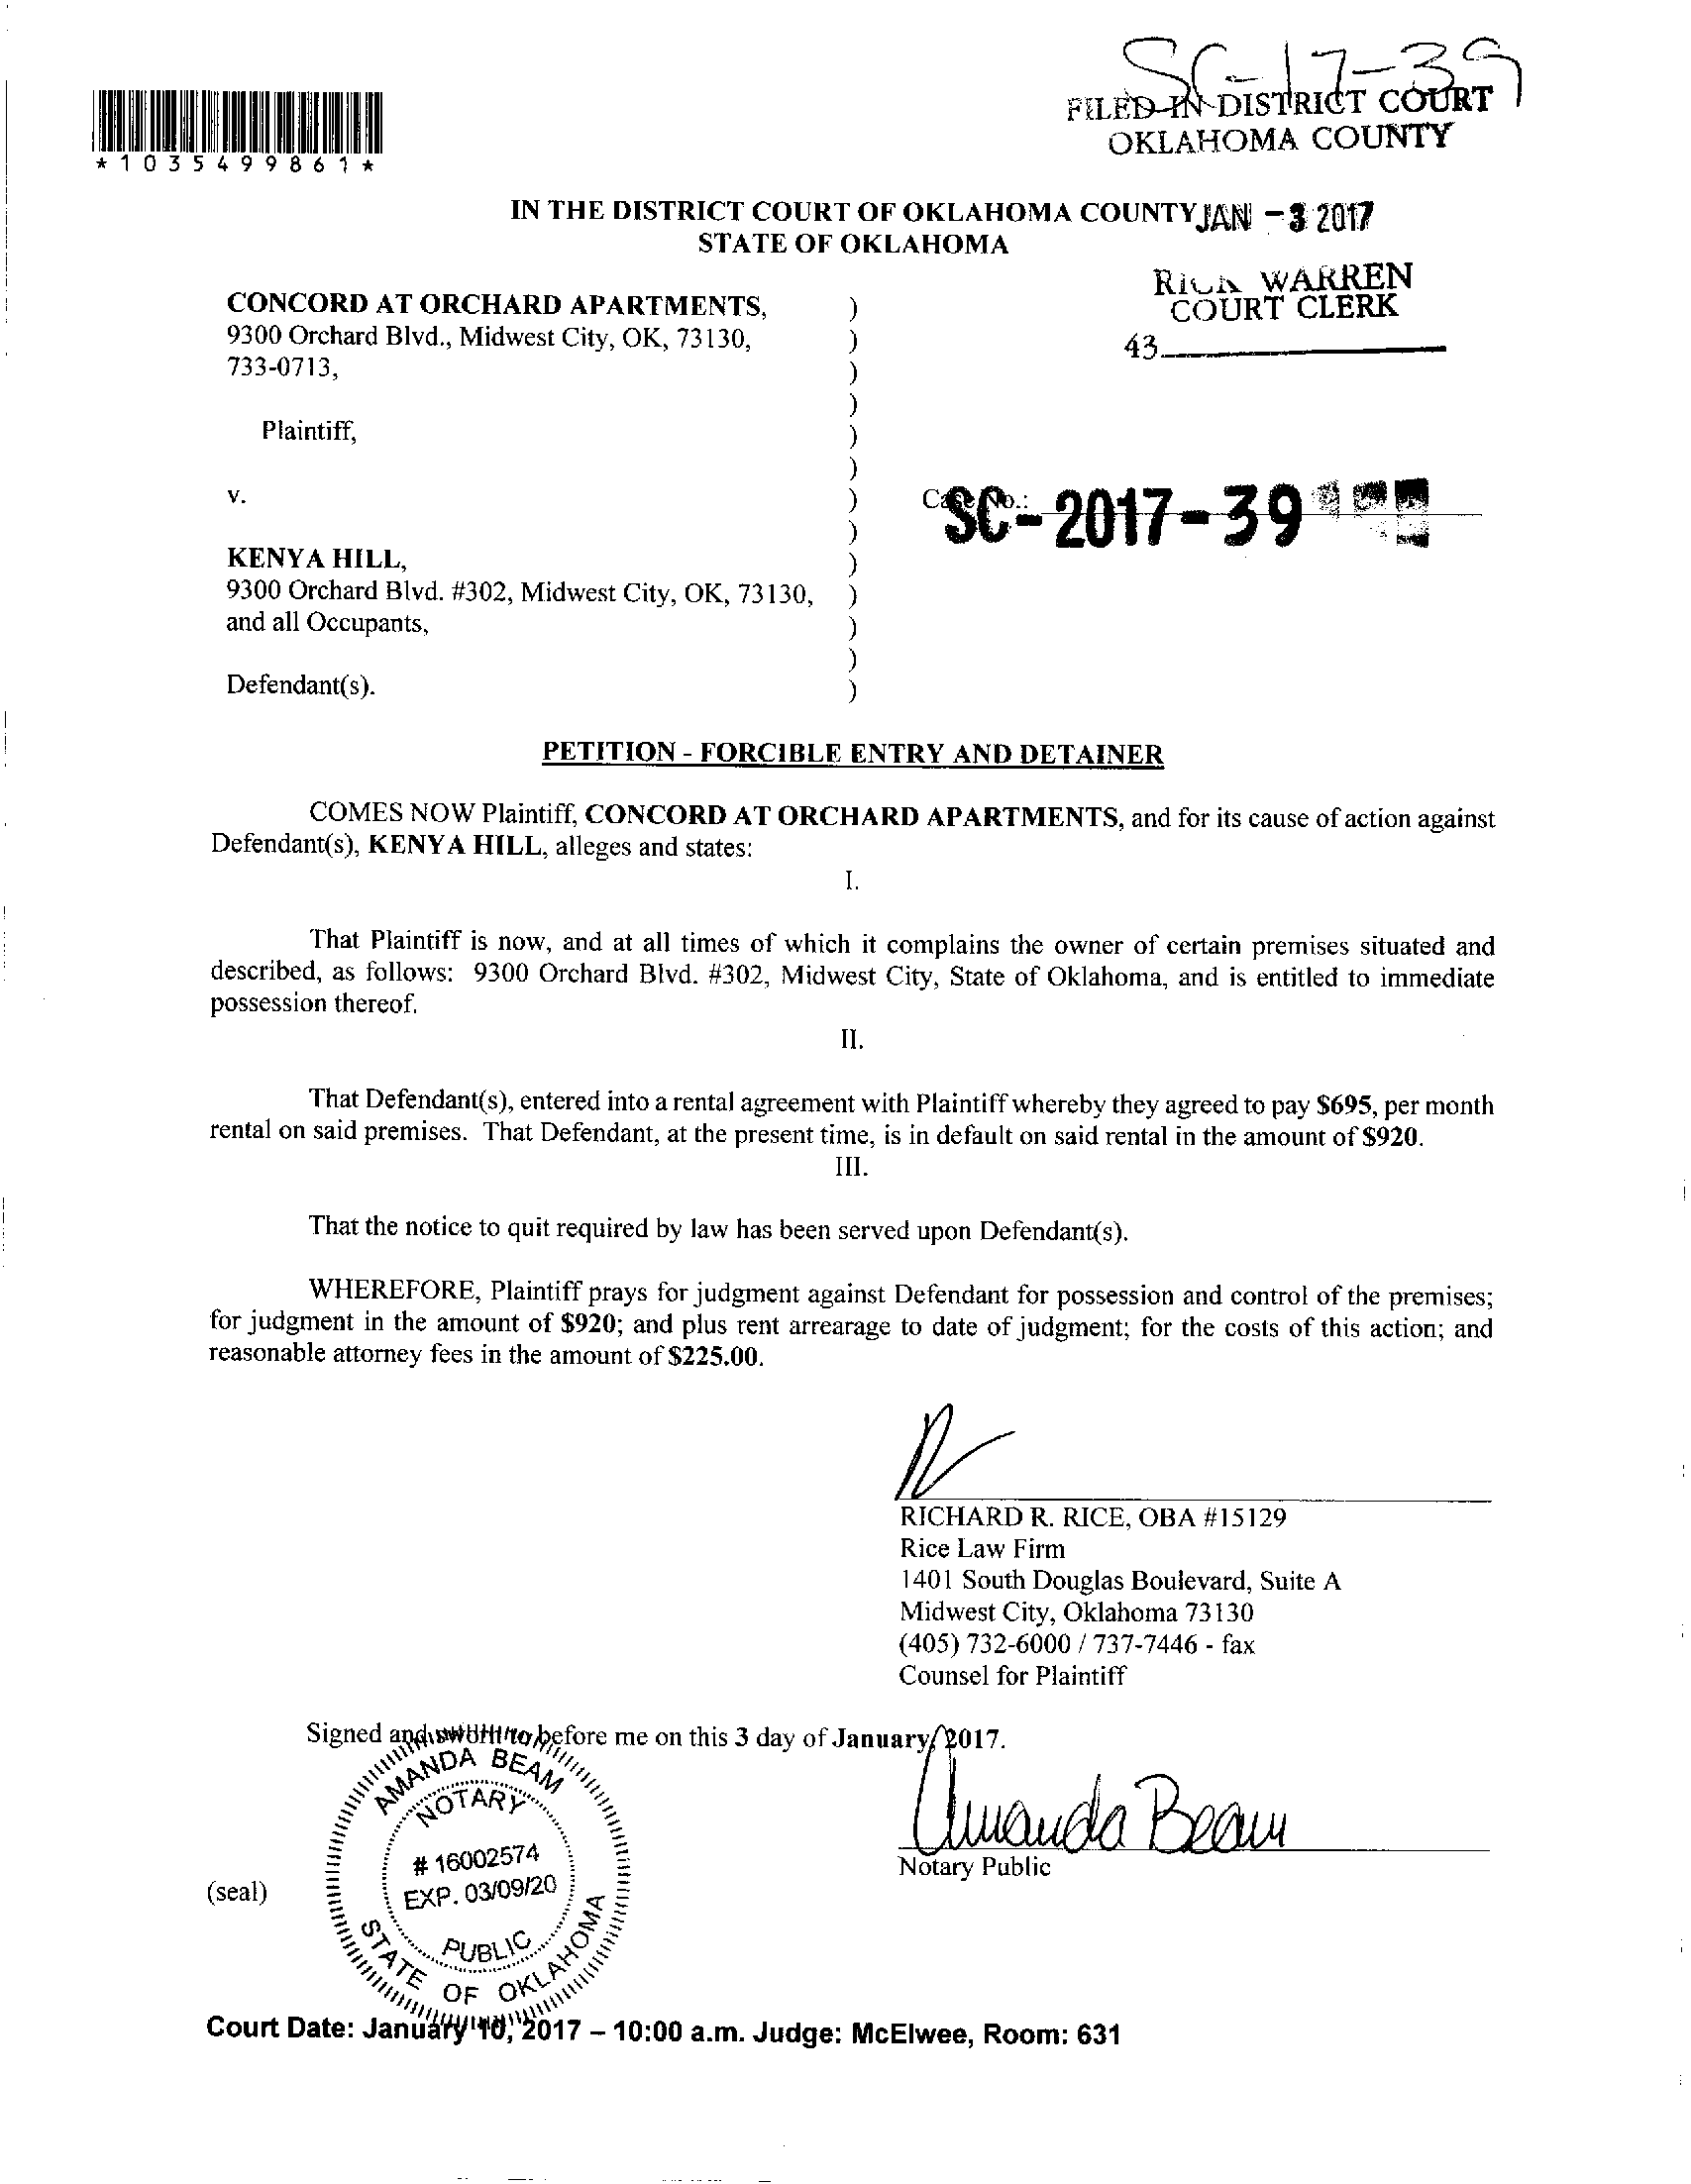 SC-17-39
FILED IN DISTRICT COURT
OKLAHOMA COUNTY
*1035499861*
IN THE DISTRICT COURT OF OKLAHOMA COUNTY JAN -3 2017
STATE OF OKLAHOMA
WARREN
COURT CLERK
43
CONCORD AT ORCHARD APARTMENTS, )
9300 Orchard Blvd., Midwest City, OK, 73130, )
733-0713, )
)
Plaintiff, )
)
v. )
Case No.: SC-2017-39
)
KENYA HILL, )
9300 Orchard Blvd. #302, Midwest City, OK, 73130, )
and all Occupants, )
)
Defendant(s). )
PETITION - FORCIBLE ENTRY AND DETAINER
COMES NOW Plaintiff, CONCORD AT ORCHARD APARTMENTS, and for its cause of action against
Defendant(s), KENYA HILL, alleges and states:
I.
That Plaintiff is now, and at all times of which it complains the owner of certain premises situated and
described, as follows: 9300 Orchard Blvd. #302, Midwest City, State of Oklahoma, and is entitled to immediate
possession thereof.
II.
That Defendant(s), entered into a rental agreement with Plaintiff whereby they agreed to pay $695, per month
rental on said premises. That Defendant, at the present time, is in default on said rental in the amount of $920.
III.
That the notice to quit required by law has been served upon Defendant(s).
WHEREFORE, Plaintiff prays for judgment against Defendant for possession and control of the premises;
for judgment in the amount of $920; and plus rent arrearage to date of judgment; for the costs of this action; and
reasonable attorney fees in the amount of $225.00.
RICHARD R. RICE, OBA #15129
Rice Law Firm
1401 South Douglas Boulevard, Suite A
Midwest City, Oklahoma 73130
(405) 732-6000 / 737-7446 - fax
Counsel for Plaintiff
Signed and sworn to before me on this 3 day of January, 2017.
Amanda Beam
Notary Public
(seal)
AMANDA BEAM
NOTARY
# 16002574
EXP. 03/09/20
PUBLIC
STATE OF OKLAHOMA
Court Date: January 10, 2017 – 10:00 a.m. Judge: McElwee, Room: 631